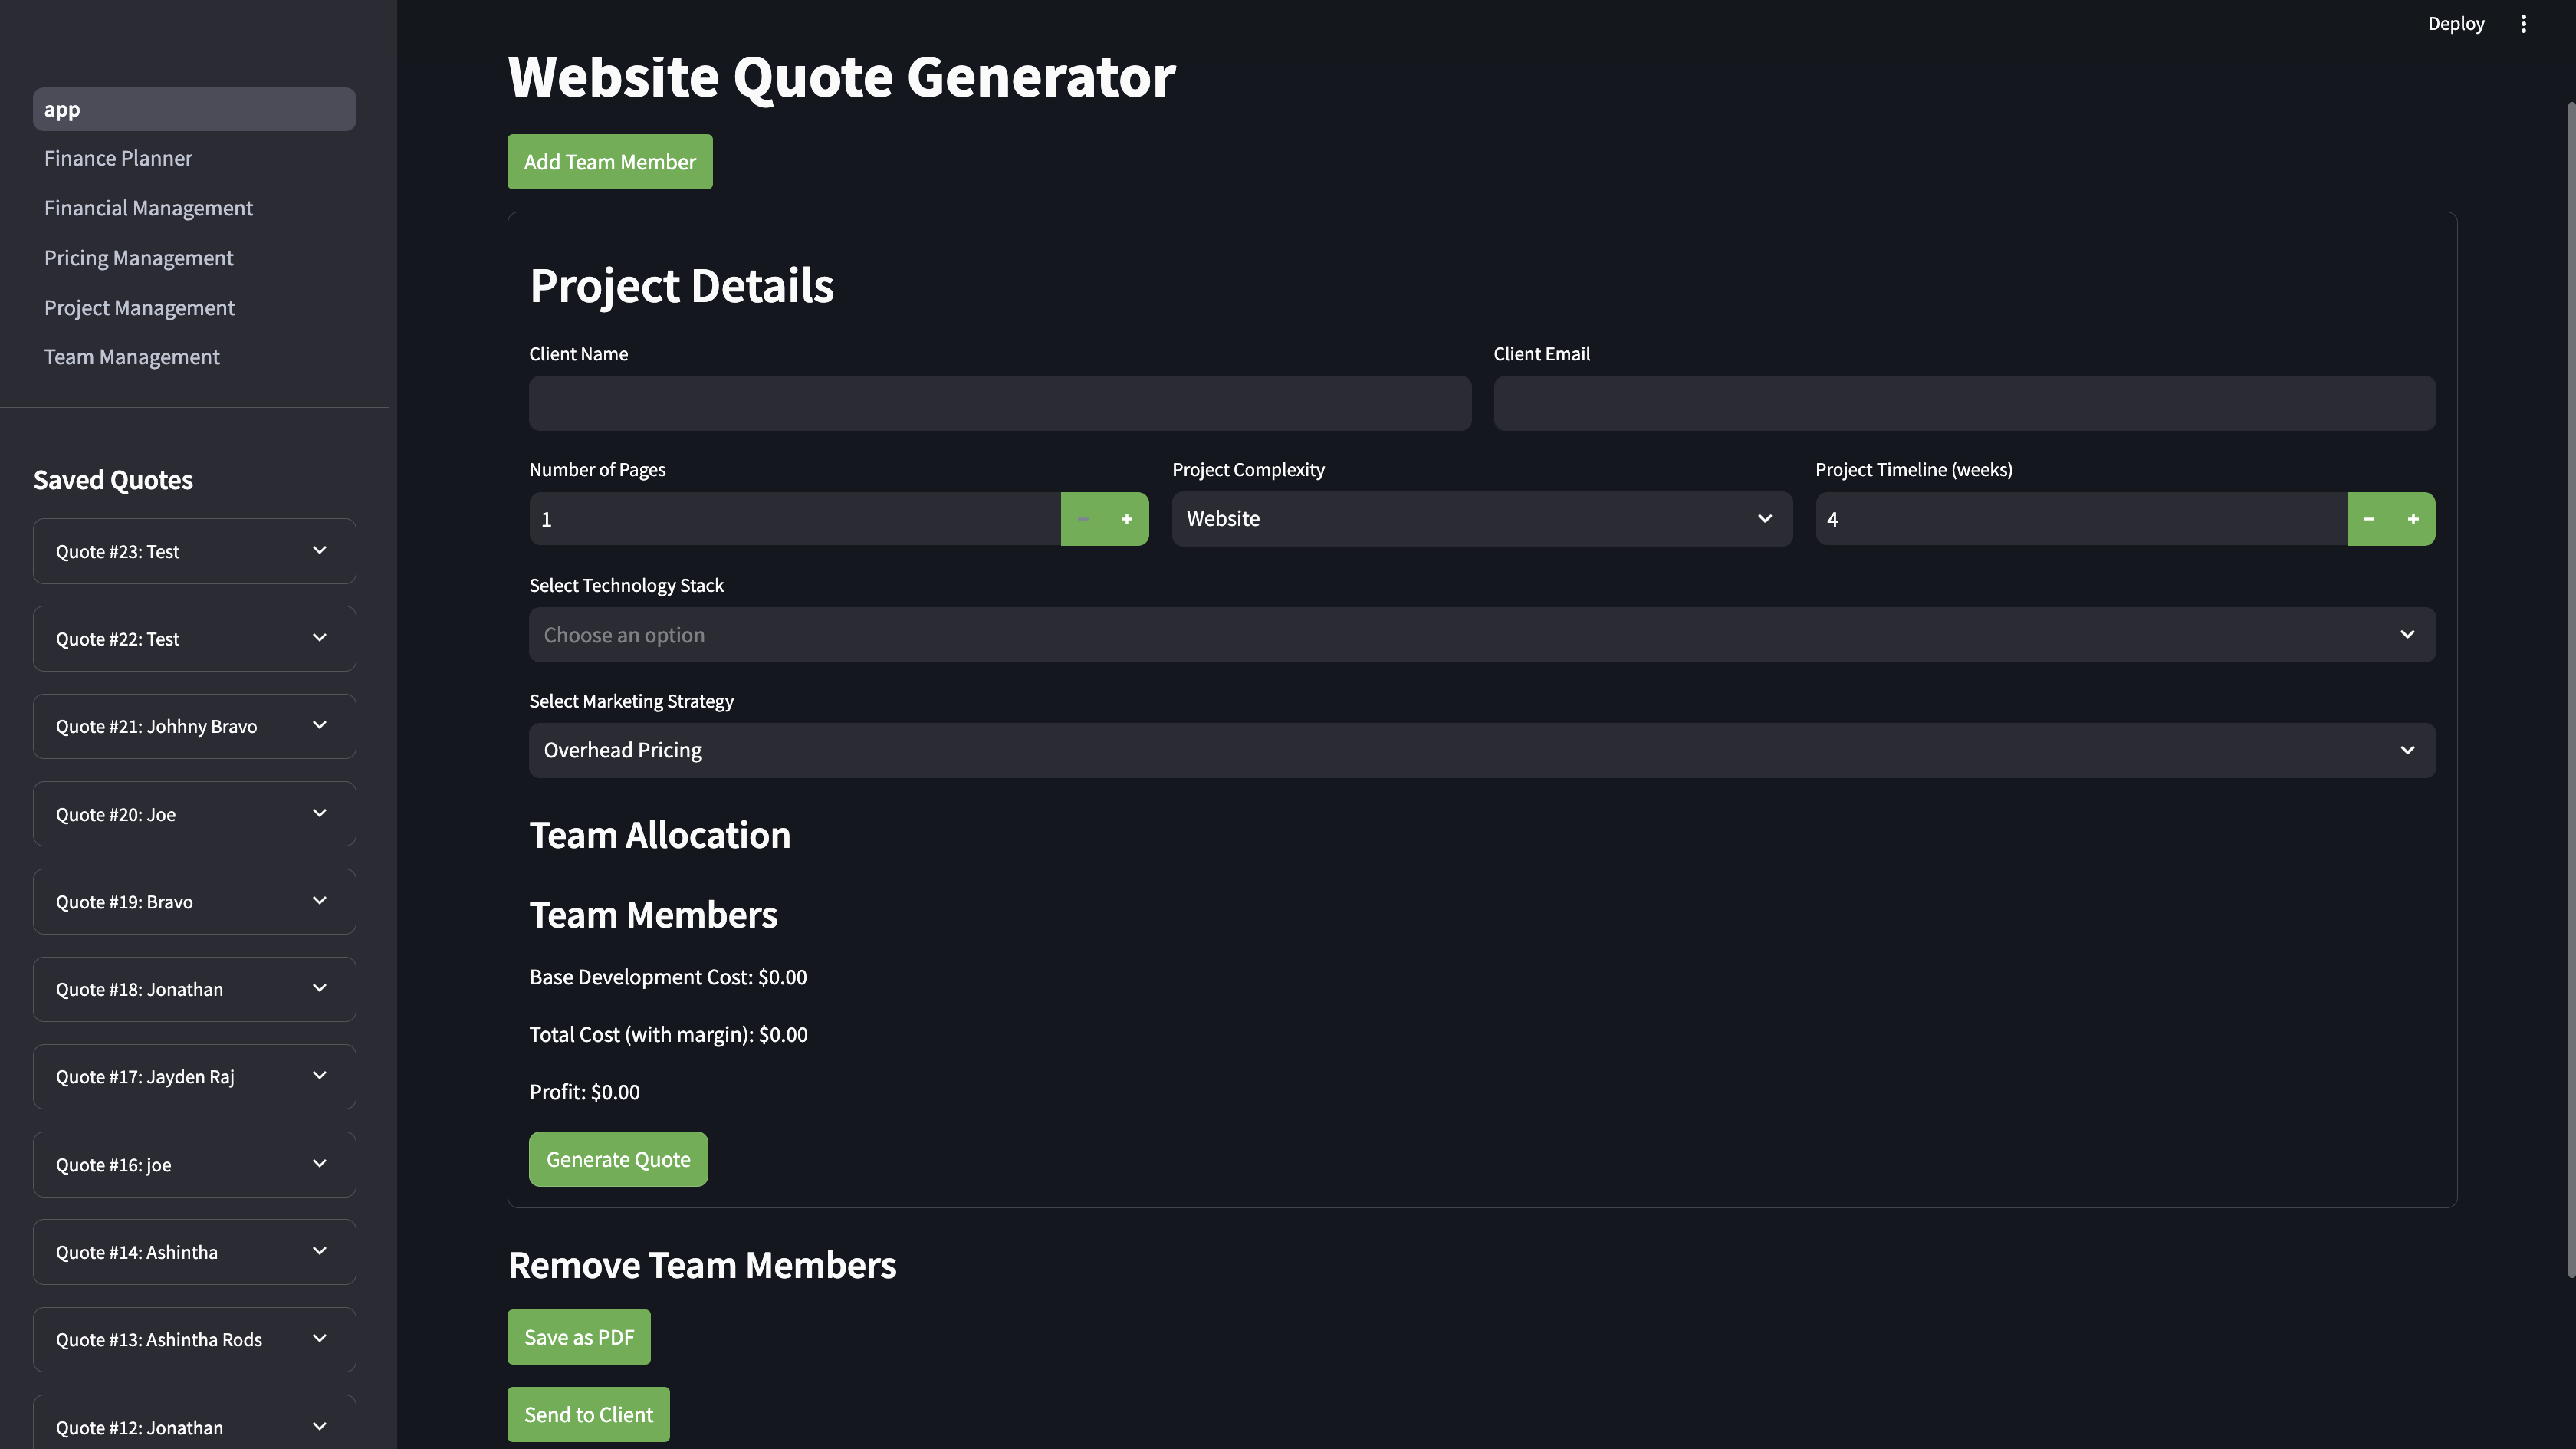 Deploy
app
Finance Planner
Financial Management
Pricing Management
Project Management
Team Management
Saved Quotes
Quote #23: Test
Quote #22: Test
Quote #21: Johhny Bravo
Quote #20: Joe
Quote #19: Bravo
Quote #18: Jonathan
Quote #17: Jayden Raj
Quote #16: joe
Quote #14: Ashintha
Quote #13: Ashintha Rods
Quote #12: Jonathan
Website Quote Generator
Add Team Member
Project Details
Client Name
Client Email
Number of Pages
Project Complexity
Project Timeline (weeks)
1
Website
4
Select Technology Stack
Choose an option
Select Marketing Strategy
Overhead Pricing
Team Allocation
Team Members
Base Development Cost: $0.00
Total Cost (with margin): $0.00
Profit: $0.00
Generate Quote
Remove Team Members
Save as PDF
Send to Client